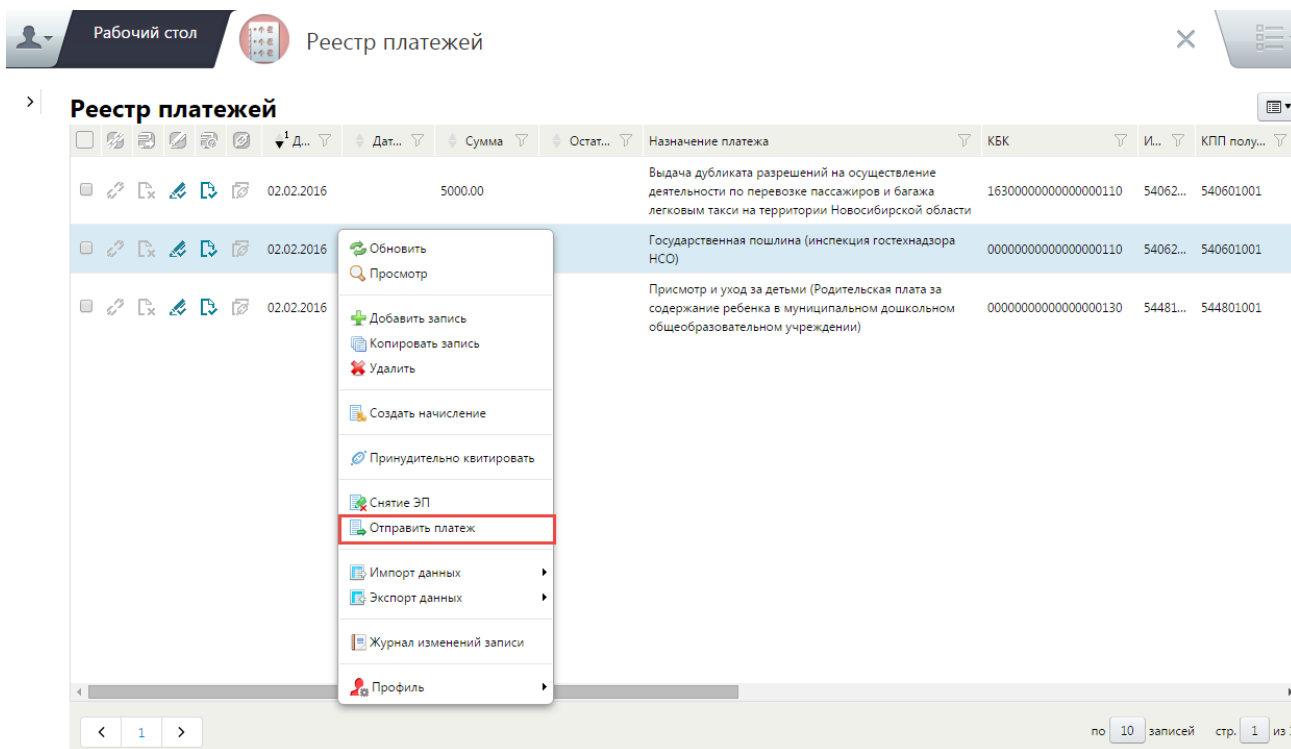 Рабочий стол
Реестр платежей
Реестр платежей
1 Д... Дат... Сумма Остат... Назначение платежа КБК И... КПП полу...
Выдача дубликата разрешений на осуществление
02.02.2016 5000.00 деятельности по перевозке пассажиров и багажа 16300000000000000110 54062... 540601001
легковым такси на территории Новосибирской области
Государственная пошлина (инспекция гостехнадзора
02.02.2016 НСО) 00000000000000000110 54062... 540601001
Присмотр и уход за детьми (Родительская плата за
02.02.2016 содержание ребенка в муниципальном дошкольном 00000000000000000130 54481... 544801001
общеобразовательном учреждении)
Обновить
Просмотр
Добавить запись
Копировать запись
Удалить
Создать начисление
Принудительно квитировать
Снятие ЭП
Отправить платеж
Импорт данных
Экспорт данных
Журнал изменений записи
Профиль
1 по 10 записей стр. 1 из